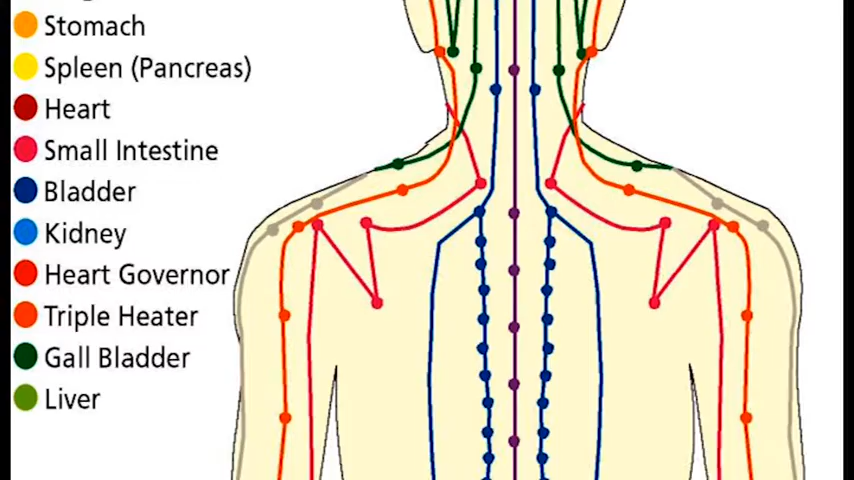 Stomach
Spleen (Pancreas)
Heart
Small Intestine
Bladder
Kidney
Heart Governor
Triple Heater
Gall Bladder
Liver